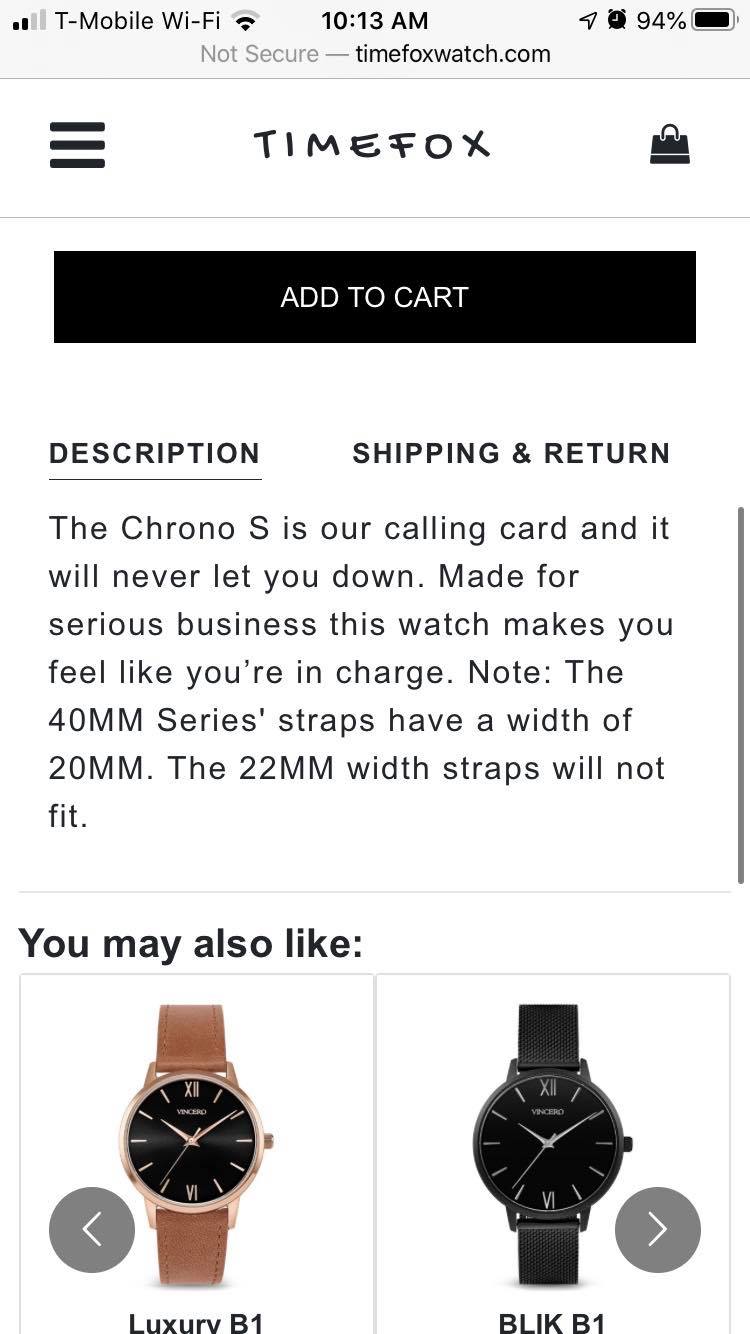 T-Mobile Wi-Fi 10:13 AM 94%
Not Secure — timefoxwatch.com
TIMEFOX
ADD TO CART
DESCRIPTION SHIPPING & RETURN
The Chrono S is our calling card and it
will never let you down. Made for
serious business this watch makes you
feel like you’re in charge. Note: The
40MM Series' straps have a width of
20MM. The 22MM width straps will not
fit.
You may also like:
XII XII
VINCERO VINCERO
VI VI
Luxury B1 BLIK B1